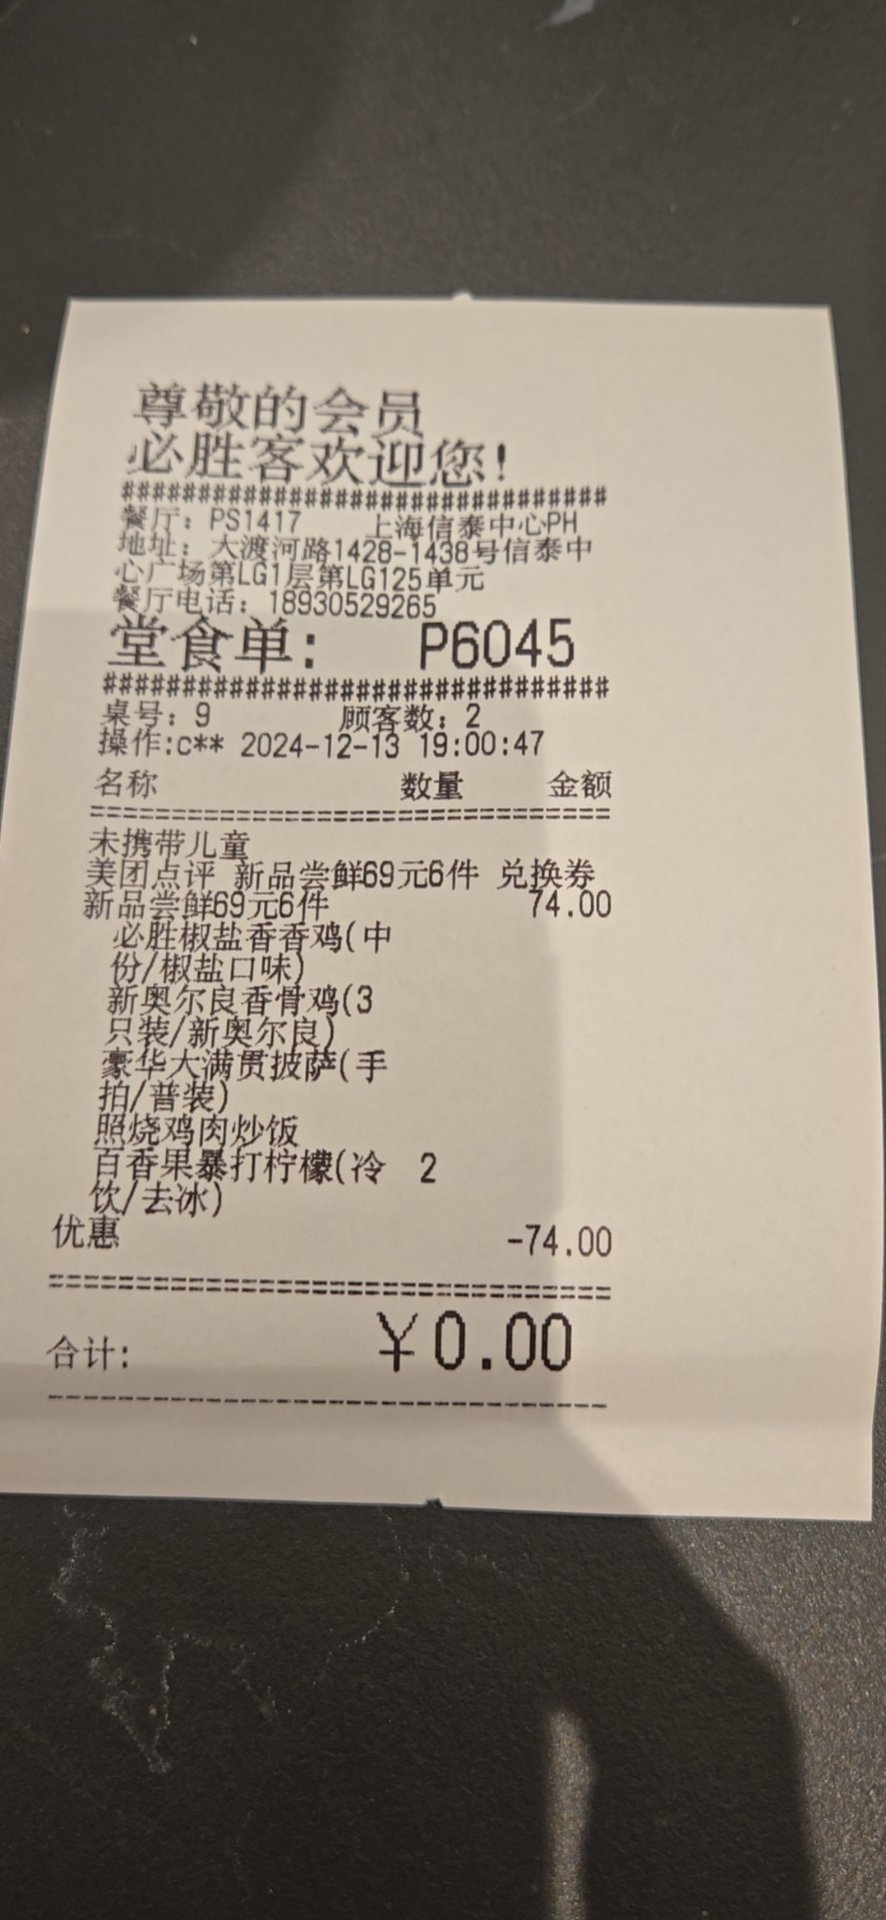 尊敬的会员
必胜客欢迎您!
################################
餐厅: PS1417 上海信泰中心PH
地址: 大渡河路1428-1438号信泰中
心广场第LG1层第LG125单元
餐厅电话: 18930529265
堂食单: P6045
################################
桌号: 9 顾客数: 2
操作:c** 2024-12-13 19:00:47
名称 数量 金额
================================
未携带儿童
美团点评 新品尝鲜69元6件 兑换券
新品尝鲜69元6件 74.00
必胜椒盐香香鸡(中
份/椒盐口味)
新奥尔良香骨鸡(3
只装/新奥尔良)
豪华大满贯披萨(手
拍/普装)
照烧鸡肉炒饭
百香果暴打柠檬(冷 2
饮/去冰)
优惠 -74.00
================================
合计: ￥0.00
--------------------------------